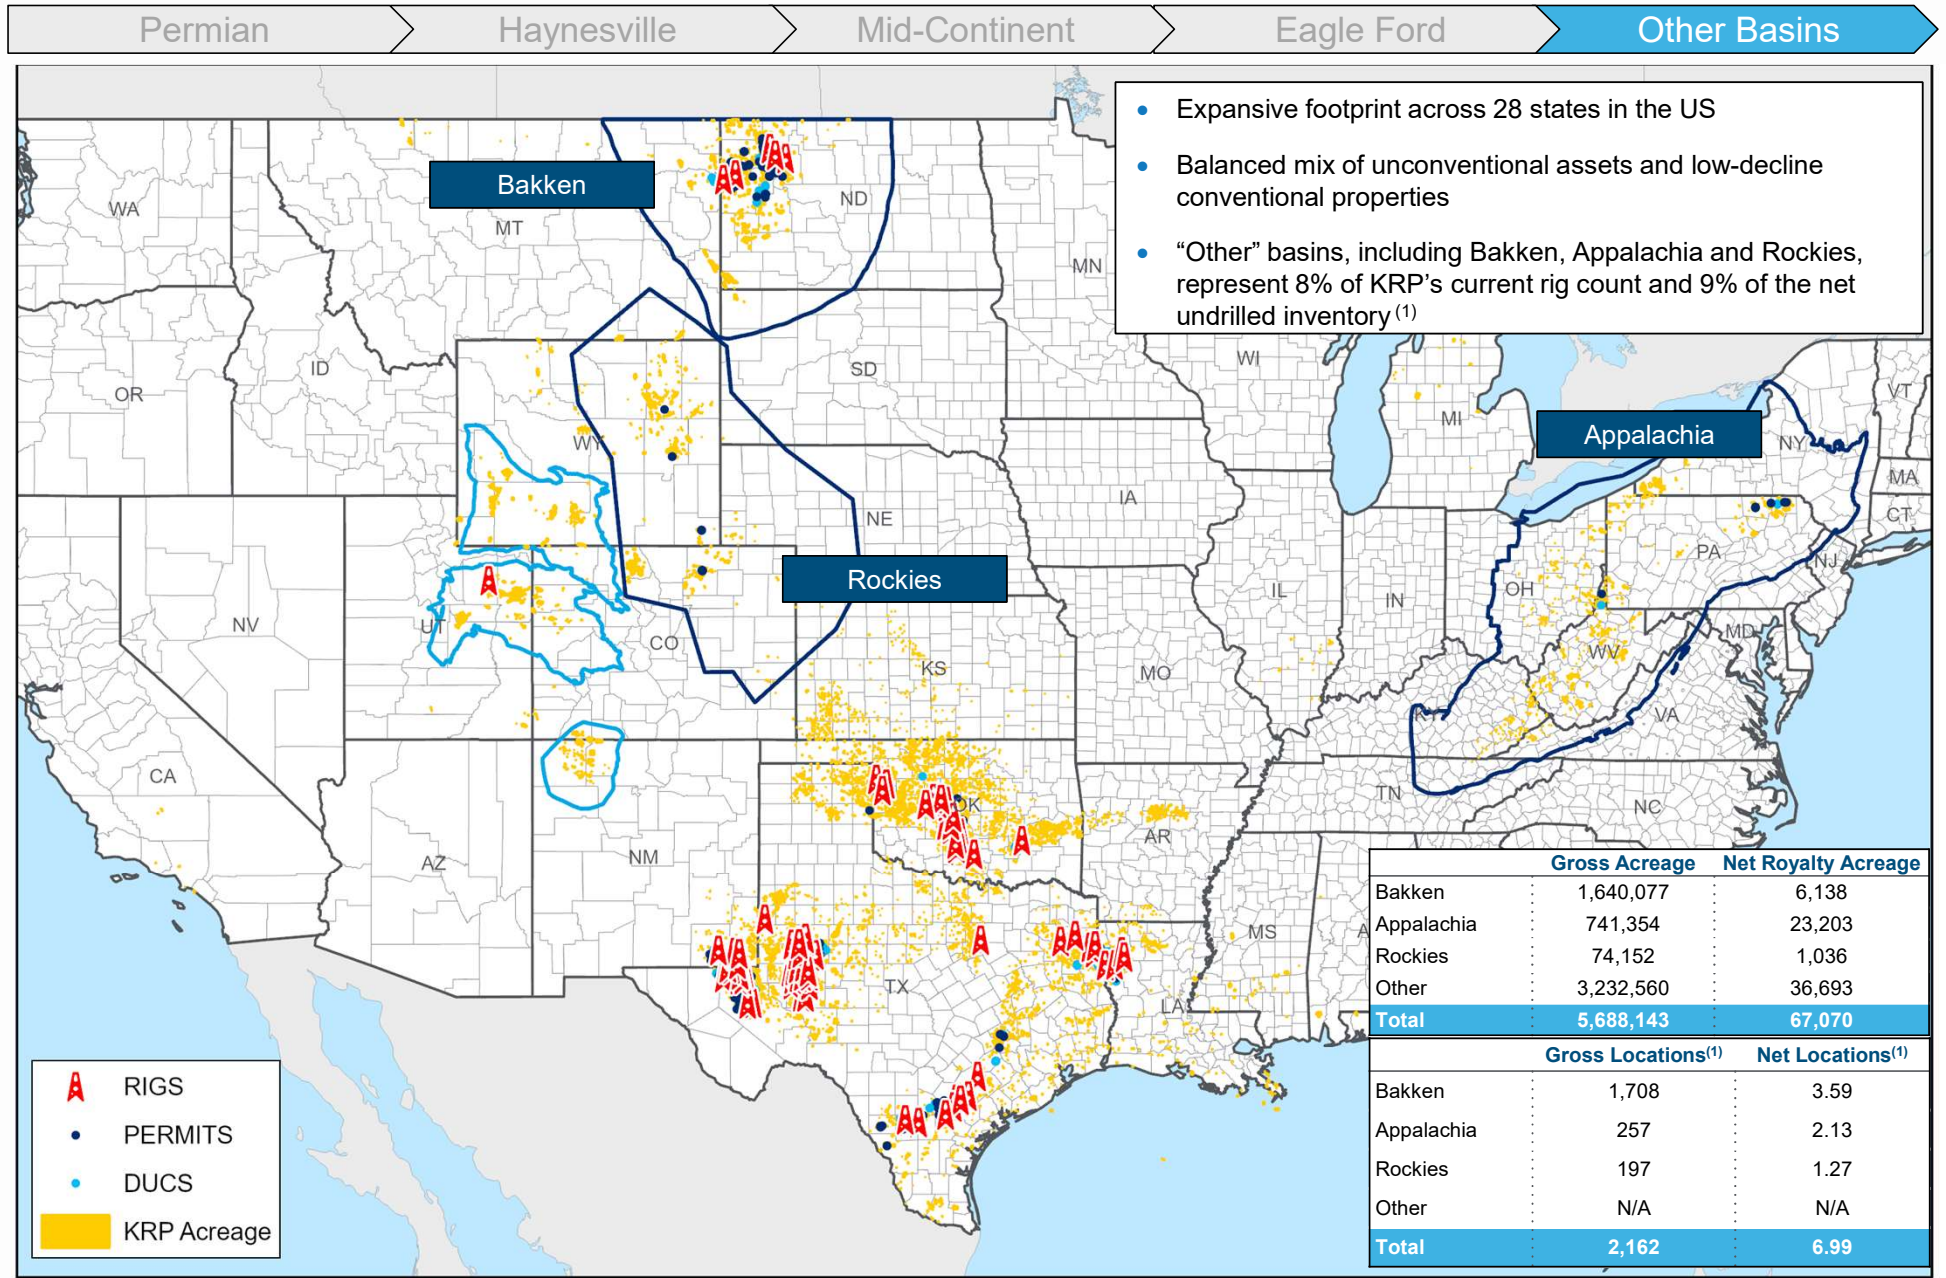 Permian Haynesville Mid-Continent Eagle Ford Other Basins
• Expansive footprint across 28 states in the US
• Balanced mix of unconventional assets and low-decline
conventional properties
• “Other” basins, including Bakken, Appalachia and Rockies,
represent 8% of KRP’s current rig count and 9% of the net
undrilled inventory (1)
Bakken
WA
MT
ND
MN
OR
ID
SD
WI
MI
VT
Appalachia
NY
WY
MA
IA
NE
CT
PA
NJ
Rockies
OH
IL
IN
NV
UT
CO
MD
KS
MO
WV
KY
VA
CA
OK
TN
NC
AZ
NM
AR
TX
MS
LA
A
Gross Acreage Net Royalty Acreage
Bakken 1,640,077 6,138
Appalachia 741,354 23,203
Rockies 74,152 1,036
Other 3,232,560 36,693
Total 5,688,143 67,070
Gross Locations(1) Net Locations(1)
Bakken 1,708 3.59
Appalachia 257 2.13
Rockies 197 1.27
Other N/A N/A
Total 2,162 6.99
RIGS
PERMITS
DUCS
KRP Acreage